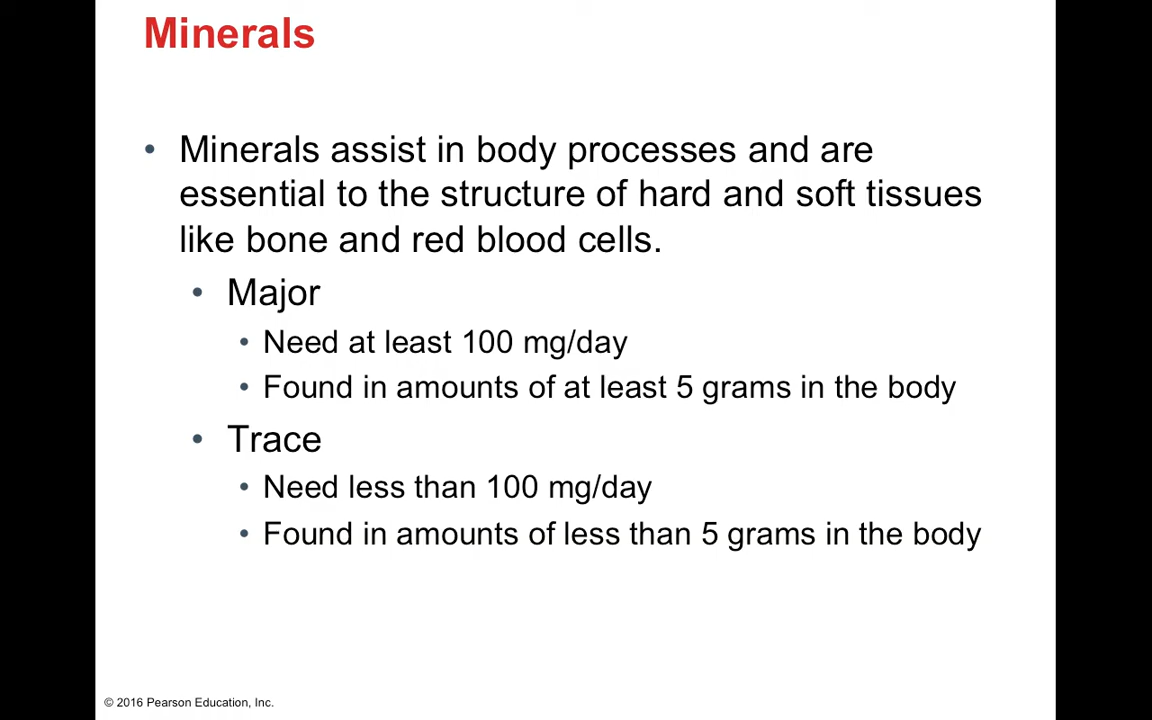 Minerals
• Minerals assist in body processes and are
essential to the structure of hard and soft tissues
like bone and red blood cells.
• Major
• Need at least 100 mg/day
• Found in amounts of at least 5 grams in the body
• Trace
• Need less than 100 mg/day
• Found in amounts of less than 5 grams in the body
© 2016 Pearson Education, Inc.